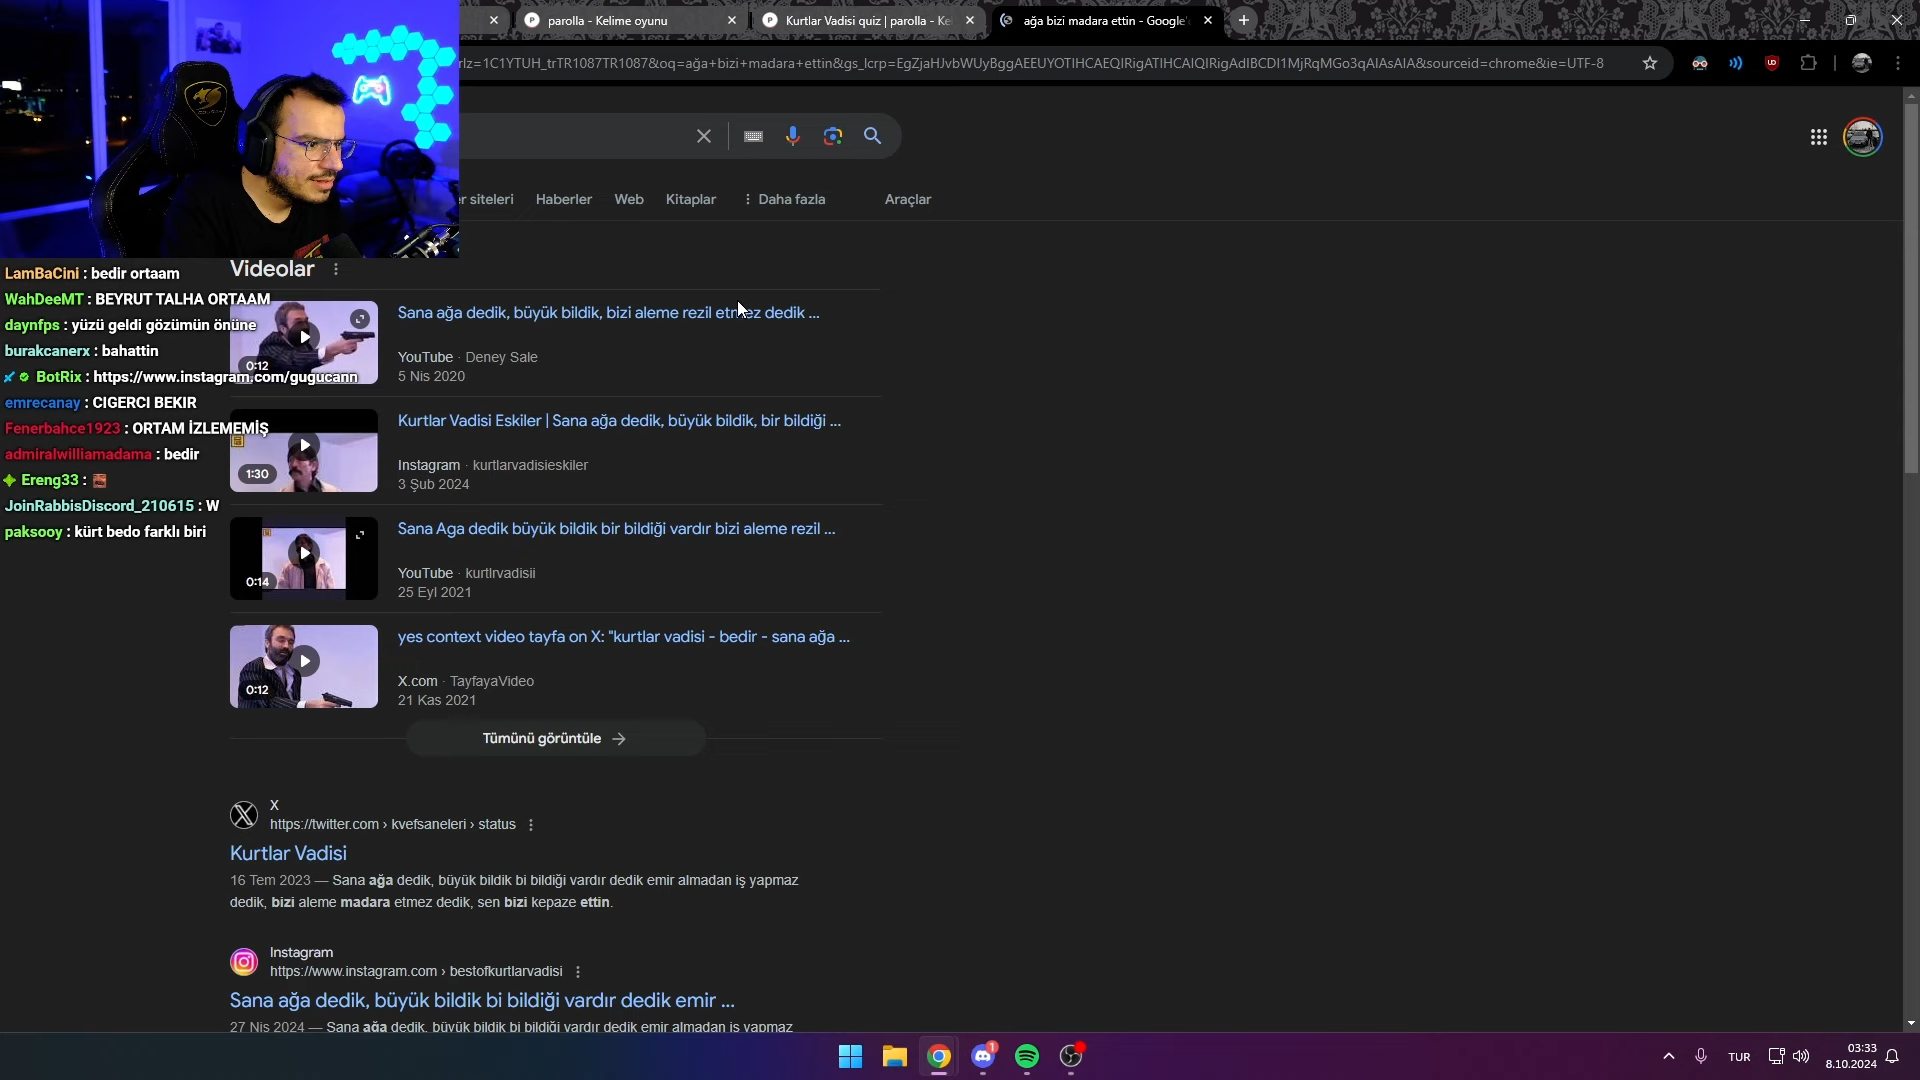 parolla - Kelime oyunu
Kurtlar Vadisi quiz | parolla - Ke
ağa bizi madara ettin - Google'
rlz=1C1YTUH_trTR1087TR1087&oq=ağa+bizi+madara+ettin&gs_lcrp=EgZjaHJvbWUyBggAEEUYOTIHCAEQIRigATIHCAIQIRigAdIBCDI1MjRqMGo3qAIAsAIA&sourceid=chrome&ie=UTF-8
er siteleri
Haberler
Web
Kitaplar
Daha fazla
Araçlar
Videolar
LamBaCini : bedir ortaam
WahDeeMT : BEYRUT TALHA ORTAAM
daynfps : yüzü geldi gözümün önüne
burakcanerx : bahattin
BotRix : https://www.instagram.com/gugucann
emrecanay : CIGERCI BEKIR
Fenerbahce1923 : ORTAM İZLEMEMİŞ
admiralwilliamadama : bedir
Ereng33 :
JoinRabbisDiscord_210615 : W
paksooy : kürt bedo farklı biri
0:12
Sana ağa dedik, büyük bildik, bizi aleme rezil etmez dedik ...
YouTube · Deney Sale
5 Nis 2020
1:30
Kurtlar Vadisi Eskiler | Sana ağa dedik, büyük bildik, bir bildiği ...
Instagram · kurtlarvadisieskiler
3 Şub 2024
0:14
Sana Aga dedik büyük bildik bir bildiği vardır bizi aleme rezil ...
YouTube · kurtlrvadisii
25 Eyl 2021
0:12
yes context video tayfa on X: "kurtlar vadisi - bedir - sana ağa ...
X.com · TayfayaVideo
21 Kas 2021
Tümünü görüntüle
X
https://twitter.com › kvefsaneleri › status
Kurtlar Vadisi
16 Tem 2023 — Sana ağa dedik, büyük bildik bi bildiği vardır dedik emir almadan iş yapmaz
dedik, bizi aleme madara etmez dedik, sen bizi kepaze ettin.
Instagram
https://www.instagram.com › bestofkurtlarvadisi
Sana ağa dedik, büyük bildik bi bildiği vardır dedik emir ...
27 Nis 2024 — Sana ağa dedik, büyük bildik bi bildiği vardır dedik emir almadan iş yapmaz
1
TUR
03:33
8.10.2024